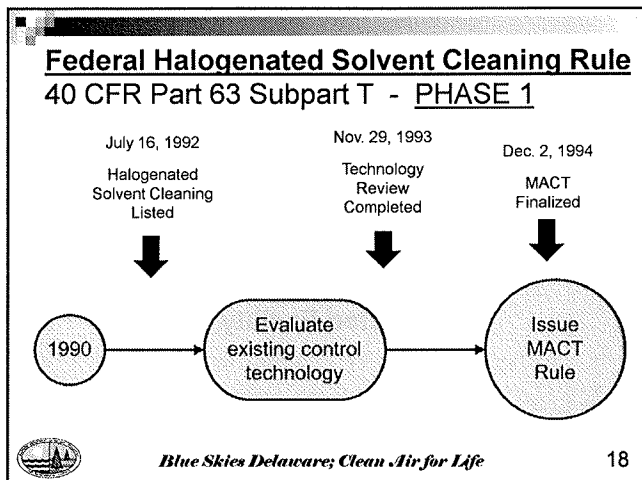 Federal Halogenated Solvent Cleaning Rule
40 CFR Part 63 Subpart T - PHASE 1
July 16, 1992
Halogenated
Solvent Cleaning
Listed
Nov. 29, 1993
Technology
Review
Completed
Dec. 2, 1994
MACT
Finalized
1990
Evaluate
existing control
technology
Issue
MACT
Rule
Blue Skies Delaware; Clean Air for Life
18